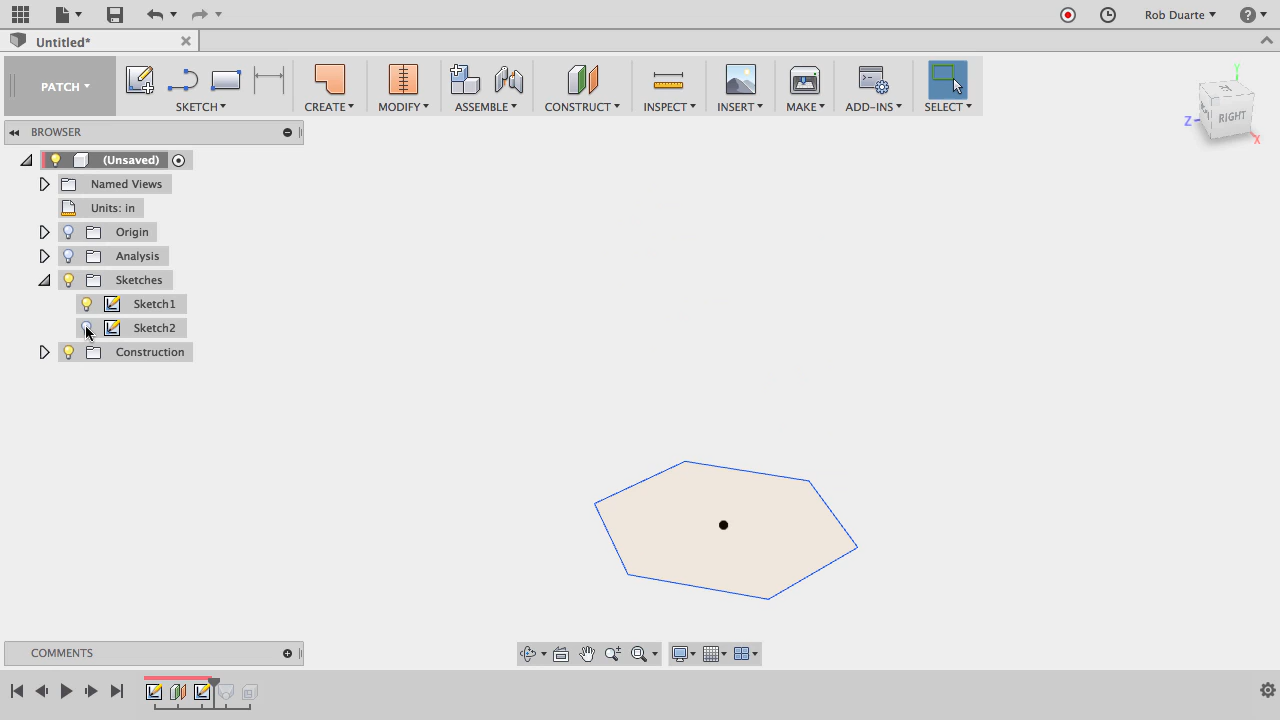 Rob Duarte
Untitled*
PATCH
SKETCH
CREATE
MODIFY
ASSEMBLE
CONSTRUCT
INSPECT
INSERT
MAKE
ADD-INS
SELECT
Y
Z
X
RIGHT
BROWSER
(Unsaved)
Named Views
Units: in
Origin
Analysis
Sketches
Sketch1
Sketch2
Construction
COMMENTS